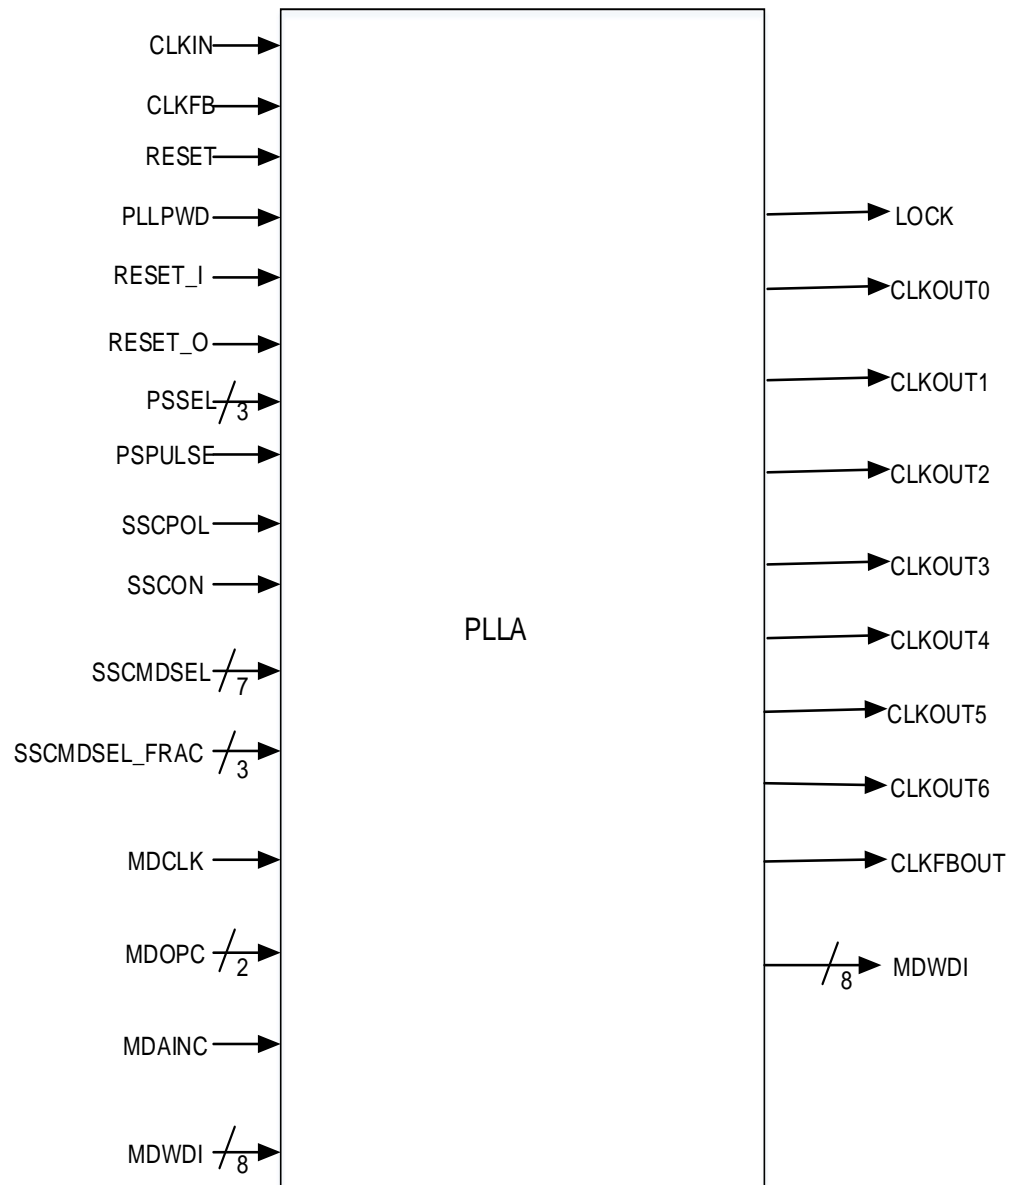 CLKIN
CLKFB
RESET
PLLPWD
RESET_I
RESET_O
PSSEL
3
PSPULSE
SSCPOL
SSCON
SSCMDSEL
7
SSCMDSEL_FRAC
3
MDCLK
MDOPC
2
MDAINC
MDWDI
8
PLLA
LOCK
CLKOUT0
CLKOUT1
CLKOUT2
CLKOUT3
CLKOUT4
CLKOUT5
CLKOUT6
CLKFBOUT
MDWDI
8